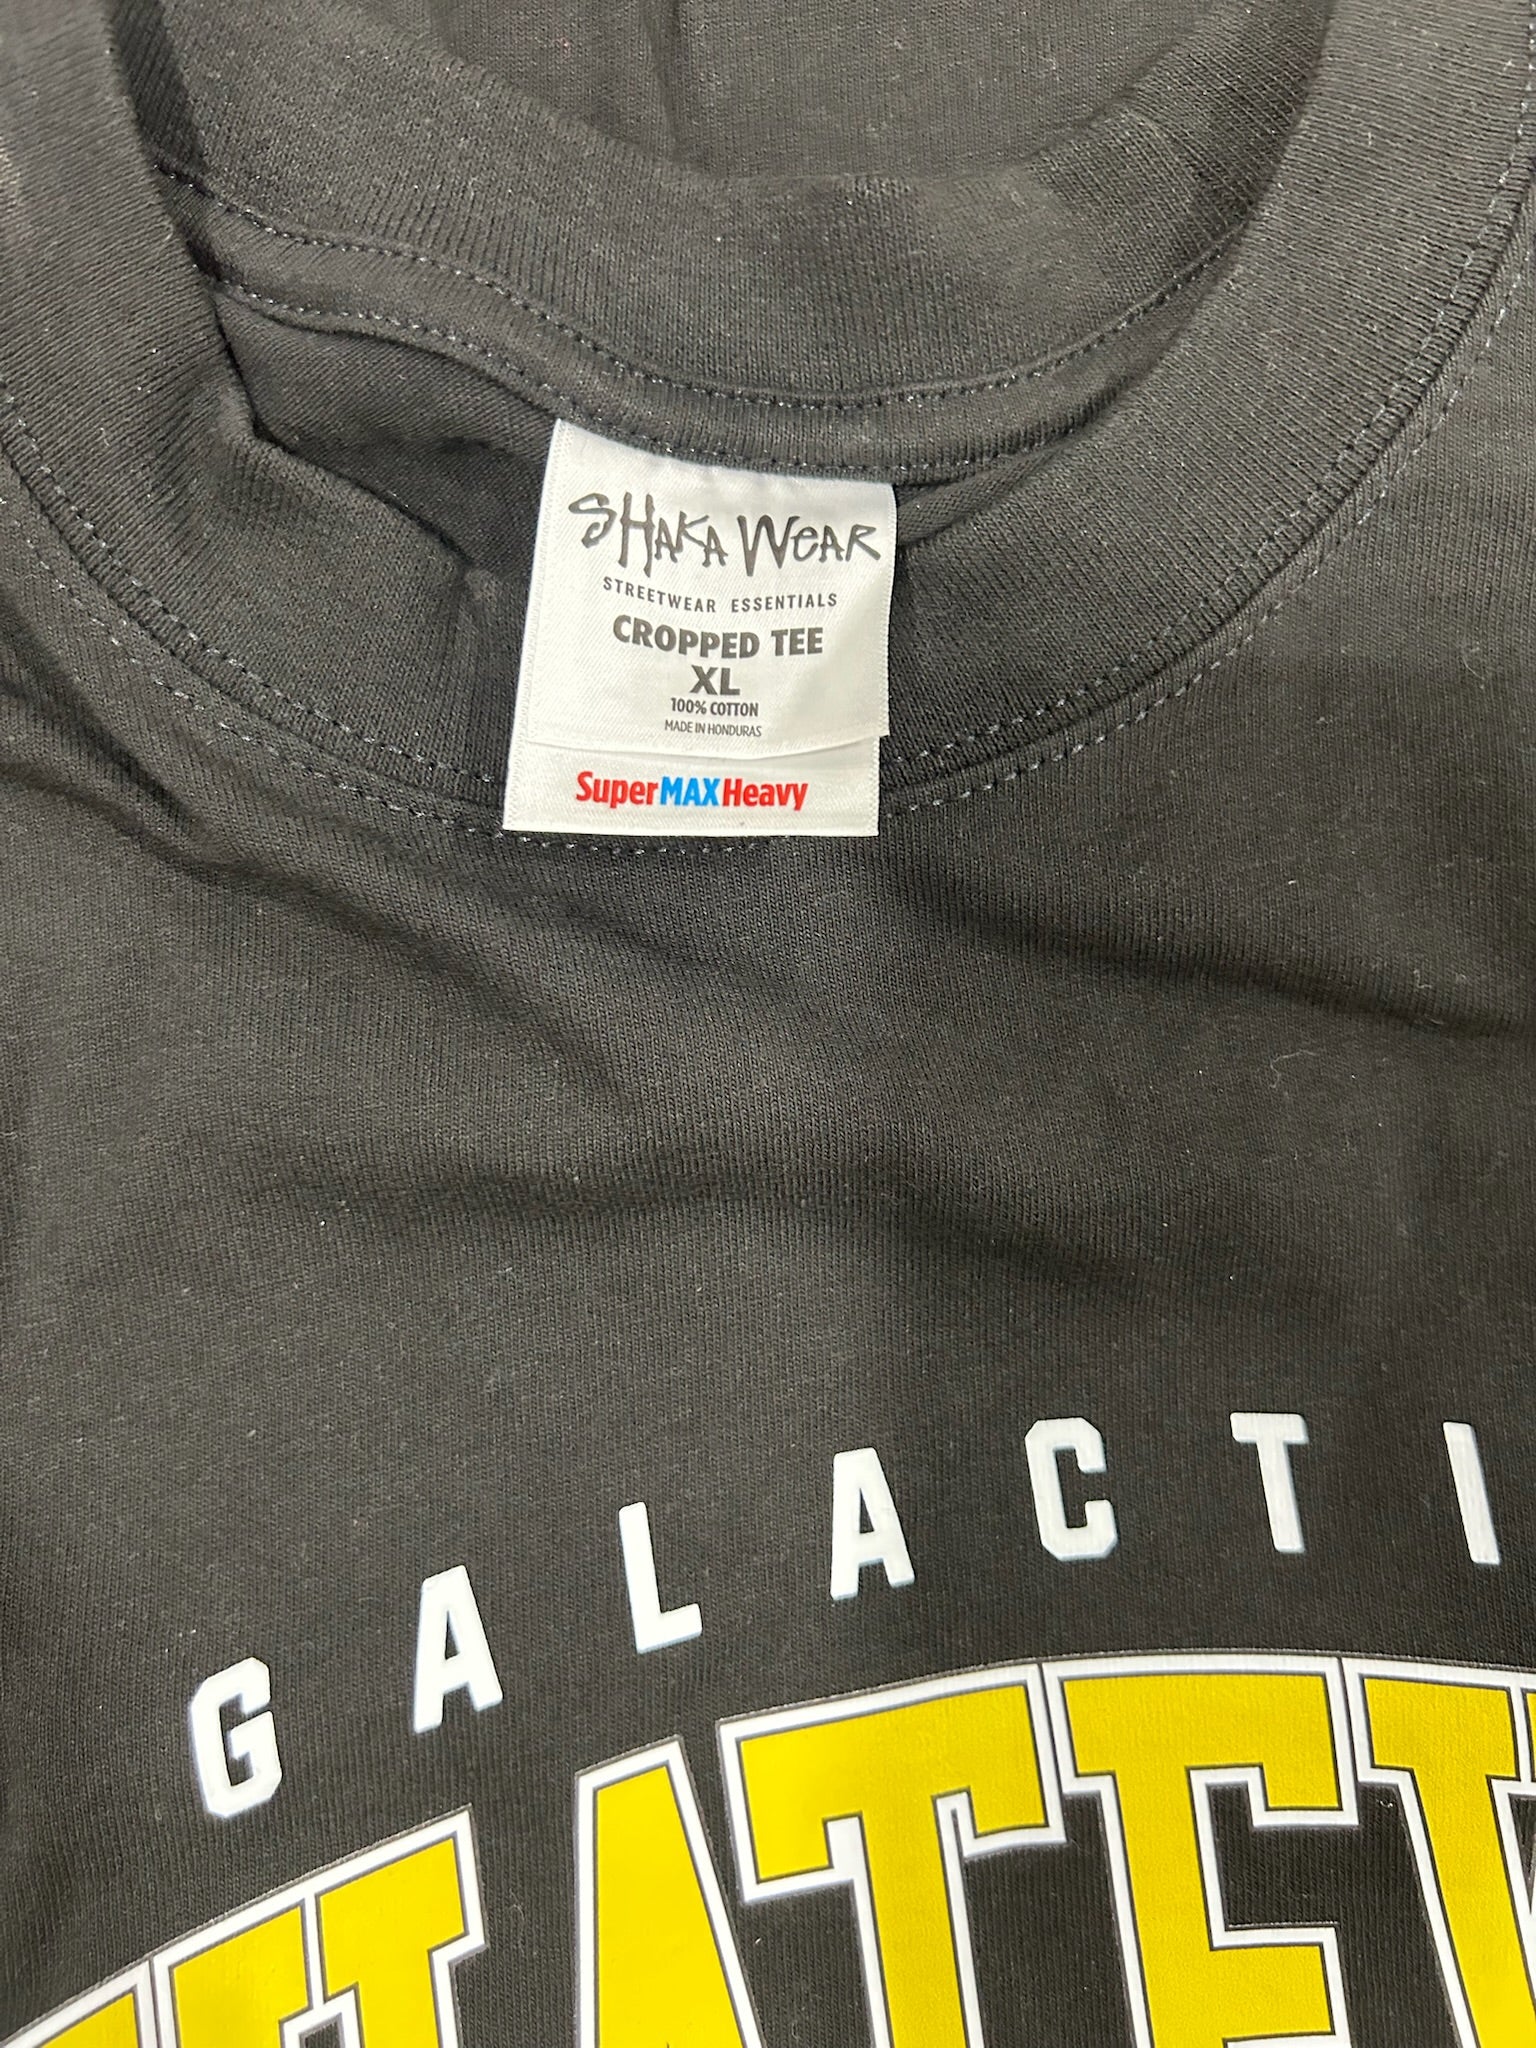 SHAKA WEAR
STREETWEAR ESSENTIALS
CROPPED TEE
XL
100% COTTON
MADE IN HONDURAS
SuperMAXHeavy
GALACTI